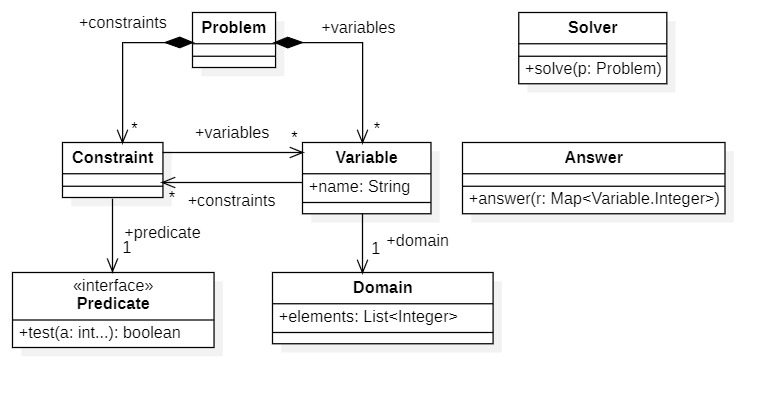 +constraints
Problem
+variables
Solver
+solve(p: Problem)
*
*
Constraint
+variables
*
Variable
+name: String
*
+constraints
Answer
+answer(r: Map<Variable.Integer>)
+predicate
1
1
+domain
«interface»
Predicate
+test(a: int...): boolean
Domain
+elements: List<Integer>